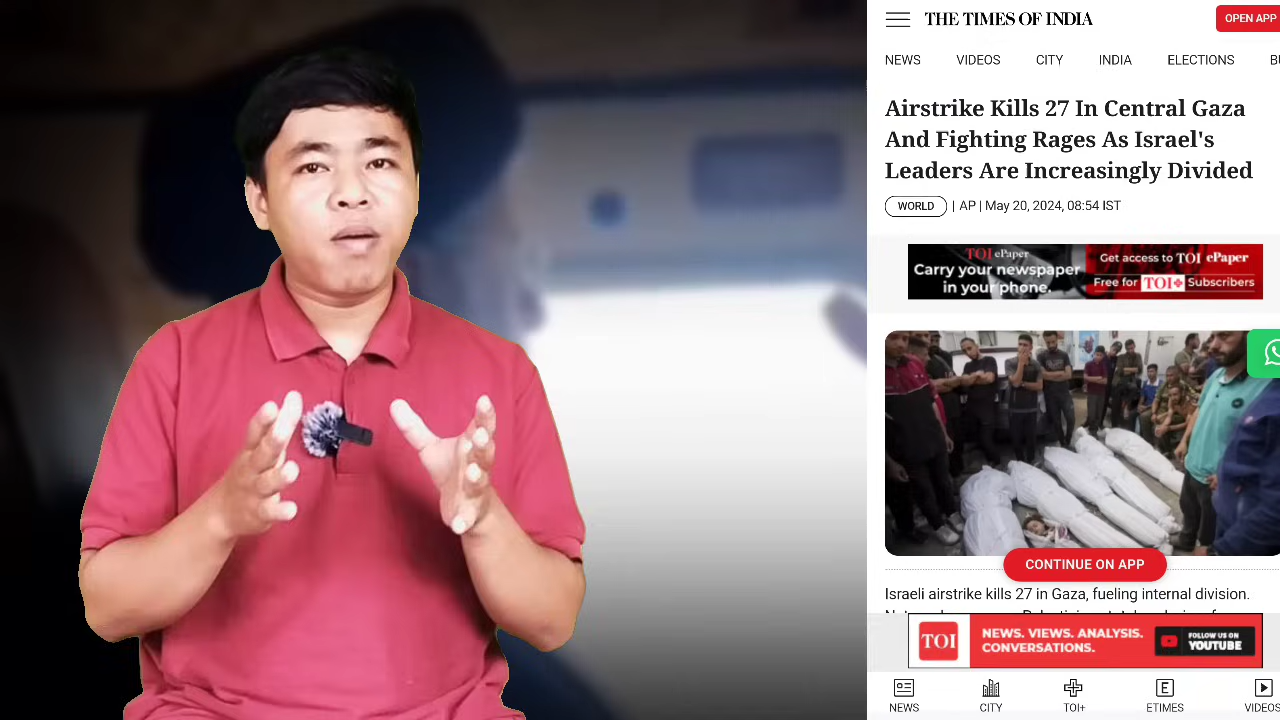 THE TIMES OF INDIA
OPEN APP
NEWS VIDEOS CITY INDIA ELECTIONS
Airstrike Kills 27 In Central Gaza
And Fighting Rages As Israel's
Leaders Are Increasingly Divided
WORLD | AP | May 20, 2024, 08:54 IST
TOI ePaper
Carry your newspaper
in your phone.
Get access to TOI ePaper
Free for TOI+ Subscribers
CONTINUE ON APP
Israeli airstrike kills 27 in Gaza, fueling internal division.
TOI
NEWS. VIEWS. ANALYSIS.
CONVERSATIONS.
FOLLOW US ON
YOUTUBE
NEWS CITY TOI+ ETIMES VIDEOS